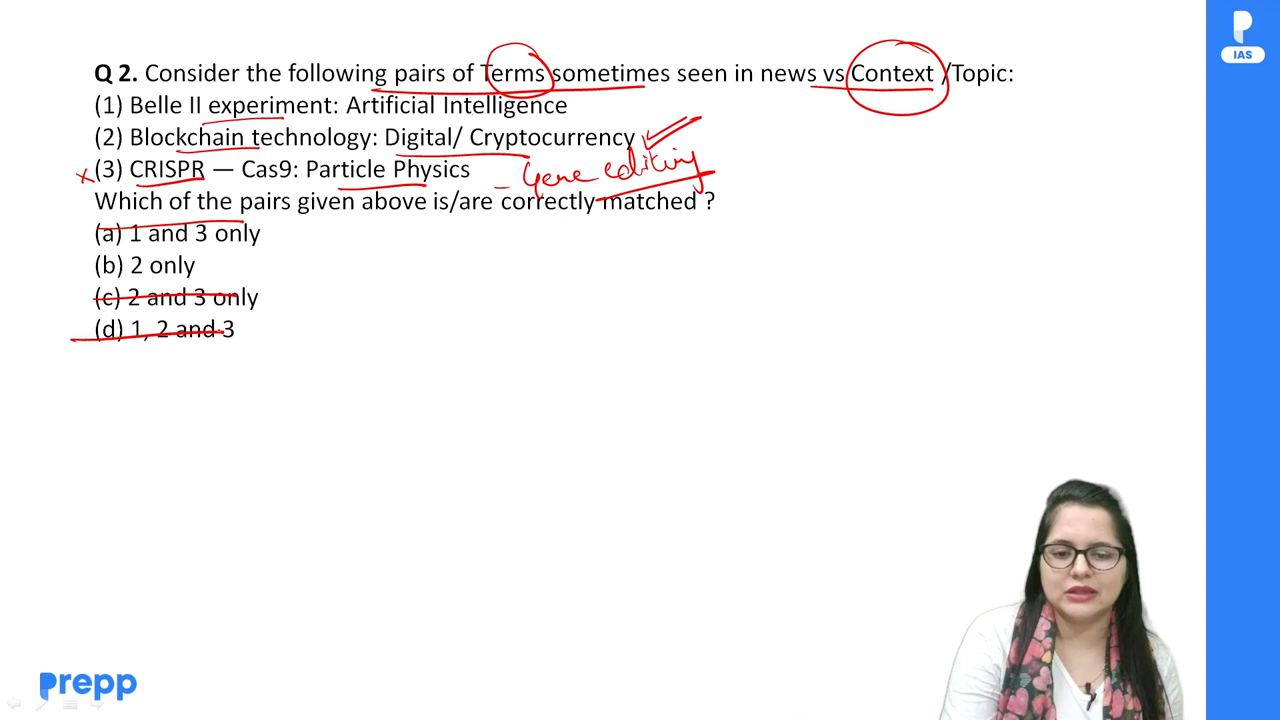 IAS
Q 2. Consider the following pairs of Terms sometimes seen in news vs Context /Topic:
(1) Belle II experiment: Artificial Intelligence
(2) Blockchain technology: Digital/ Cryptocurrency
(3) CRISPR — Cas9: Particle Physics - Gene editing
Which of the pairs given above is/are correctly matched ?
(a) 1 and 3 only
(b) 2 only
(c) 2 and 3 only
(d) 1, 2 and 3
prepp